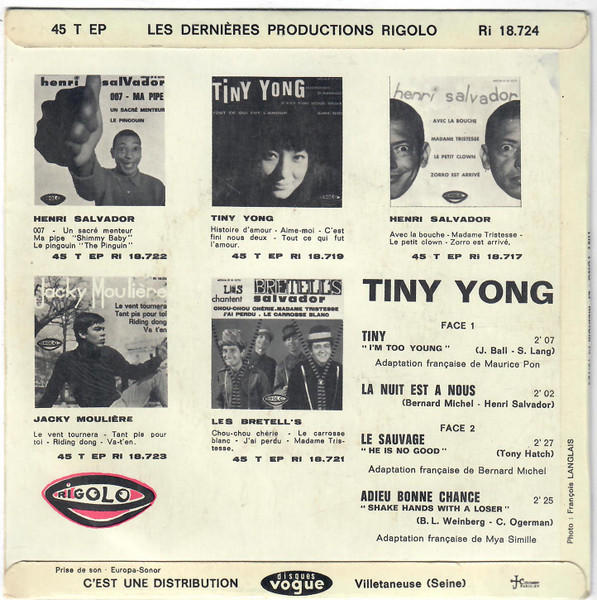 45 T EP LES DERNIÈRES PRODUCTIONS RIGOLO Ri 18.724
henri salvador
007 - MA PIPE
UN SACRÉ MENTEUR
LE PINGOUIN
RIGOLO
HENRI SALVADOR
007 - Un sacré menteur
Ma pipe "Shimmy Baby"
Le pingouin "The Pinguin"
45 T EP RI 18.722
TINY YONG
TOUT CE QUI FUT L'AMOUR
TINY YONG
Histoire d'amour - Aime-moi - C'est
fini nous deux - Tout ce qui fut
l'amour.
45 T EP RI 18.719
henri salvador
AVEC LA BOUCHE
MADAME TRISTESSE
LE PETIT CLOWN
ZORRO EST ARRIVÉ
HENRI SALVADOR
Avec la bouche - Madame Tristesse -
Le petit clown - Zorro est arrivé.
45 T EP RI 18.717
Jacky Moulière
Le vent tournera
Tant pis pour toi
Riding dong
Va t'en
JACKY MOULIÈRE
Le vent tournera - Tant pis pour
toi - Riding dong - Va-t'en.
45 T EP RI 18.723
LES BRETELL'S
chantent salvador
CHOU-CHOU CHÉRIE. MADAME TRISTESSE
J'AI PERDU . LE CARROSSE BLANC
LES BRETELL'S
Chou-chou chérie - Le carrosse
blanc - J'ai perdu - Madame Tris-
tesse.
45 T EP RI 18.721
TINY YONG
FACE 1
TINY 2' 07
"I'M TOO YOUNG" (J. Ball - S. Lang)
Adaptation française de Maurice Pon
LA NUIT EST A NOUS 2' 02
(Bernard Michel - Henri Salvador)
FACE 2
LE SAUVAGE 2' 27
"HE IS NO GOOD" (Tony Hatch)
Adaptation française de Bernard Michel
ADIEU BONNE CHANCE 2' 25
"SHAKE HANDS WITH A LOSER"
(B.L. Weinberg - C. Ogerman)
Adaptation française de Mya Simille
Photo : François LANGLAIS
RIGOLO
Prise de son - Europa-Sonor
C'EST UNE DISTRIBUTION disques vogue Villetaneuse (Seine)